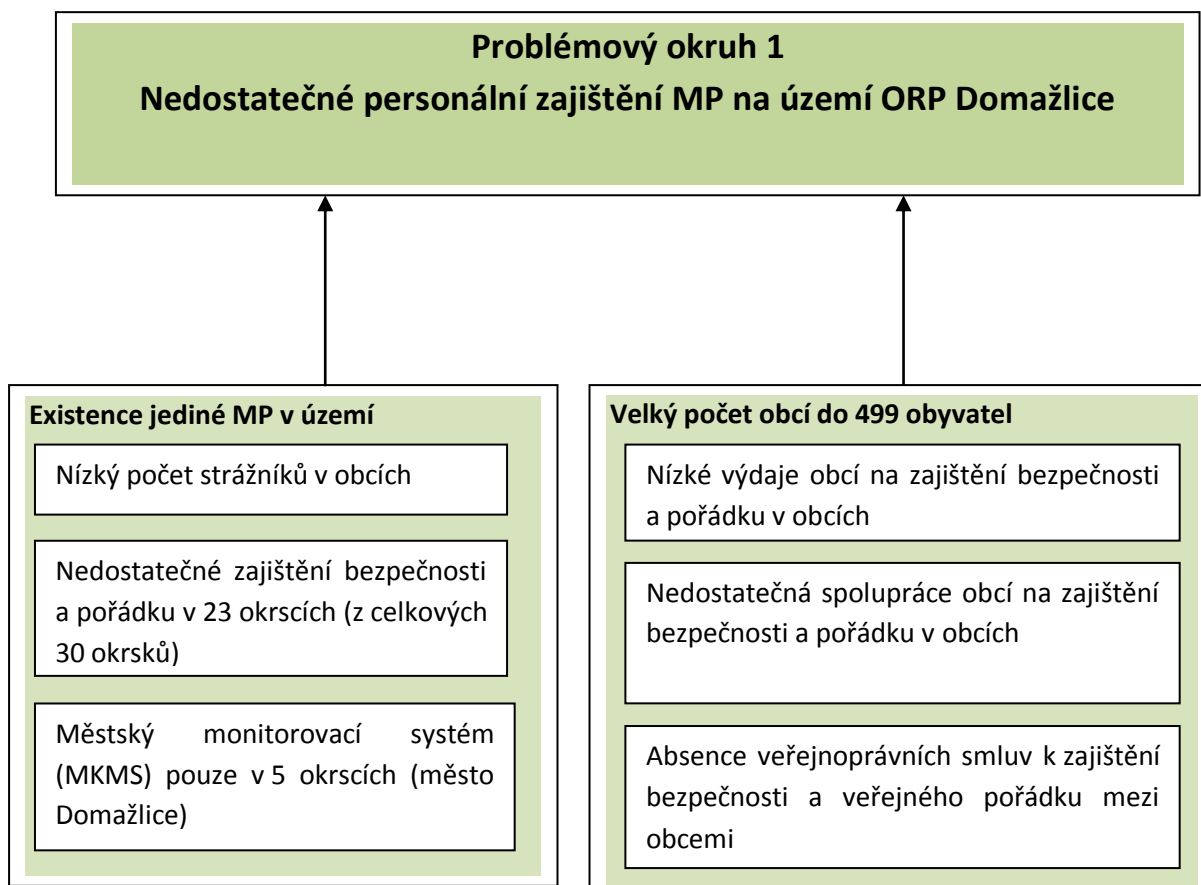 Problémový okruh 1
Nedostatečné personální zajištění MP na území ORP Domažlice
Existence jediné MP v území
Nízký počet strážníků v obcích
Nedostatečné zajištění bezpečnosti
a pořádku v 23 okrscích (z celkových
30 okrsků)
Městský monitorovací systém
(MKMS) pouze v 5 okrscích (město
Domažlice)
Velký počet obcí do 499 obyvatel
Nízké výdaje obcí na zajištění bezpečnosti
a pořádku v obcích
Nedostatečná spolupráce obcí na zajištění
bezpečnosti a pořádku v obcích
Absence veřejnoprávních smluv k zajištění
bezpečnosti a veřejného pořádku mezi
obcemi